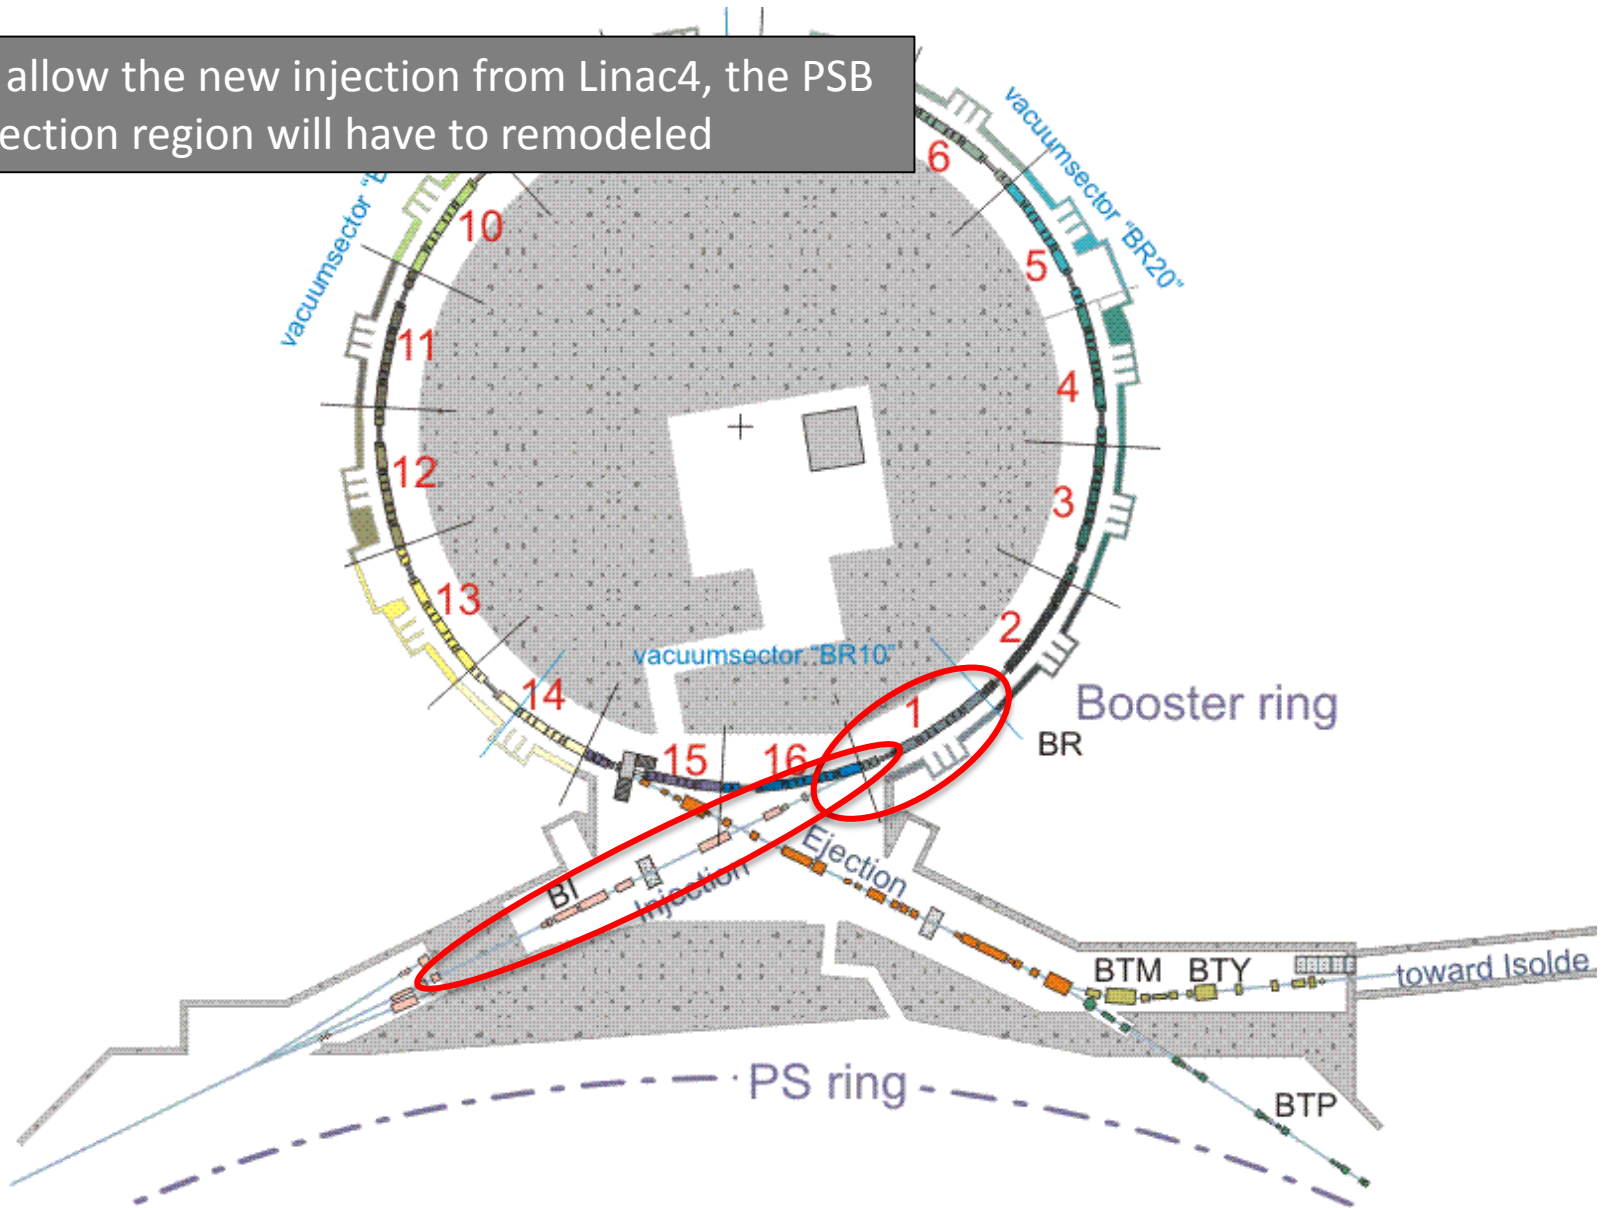 allow the new injection from Linac4, the PSB
ection region will have to remodeled
6
vacuumsector "BR20"
vacuumsector
10
5
11
4
12
3
13
2
vacuumsector "BR10"
14
1
Booster ring
BR
15
16
Ejection
BI
Injection
BTM
BTY
toward Isolde
PS ring
BTP